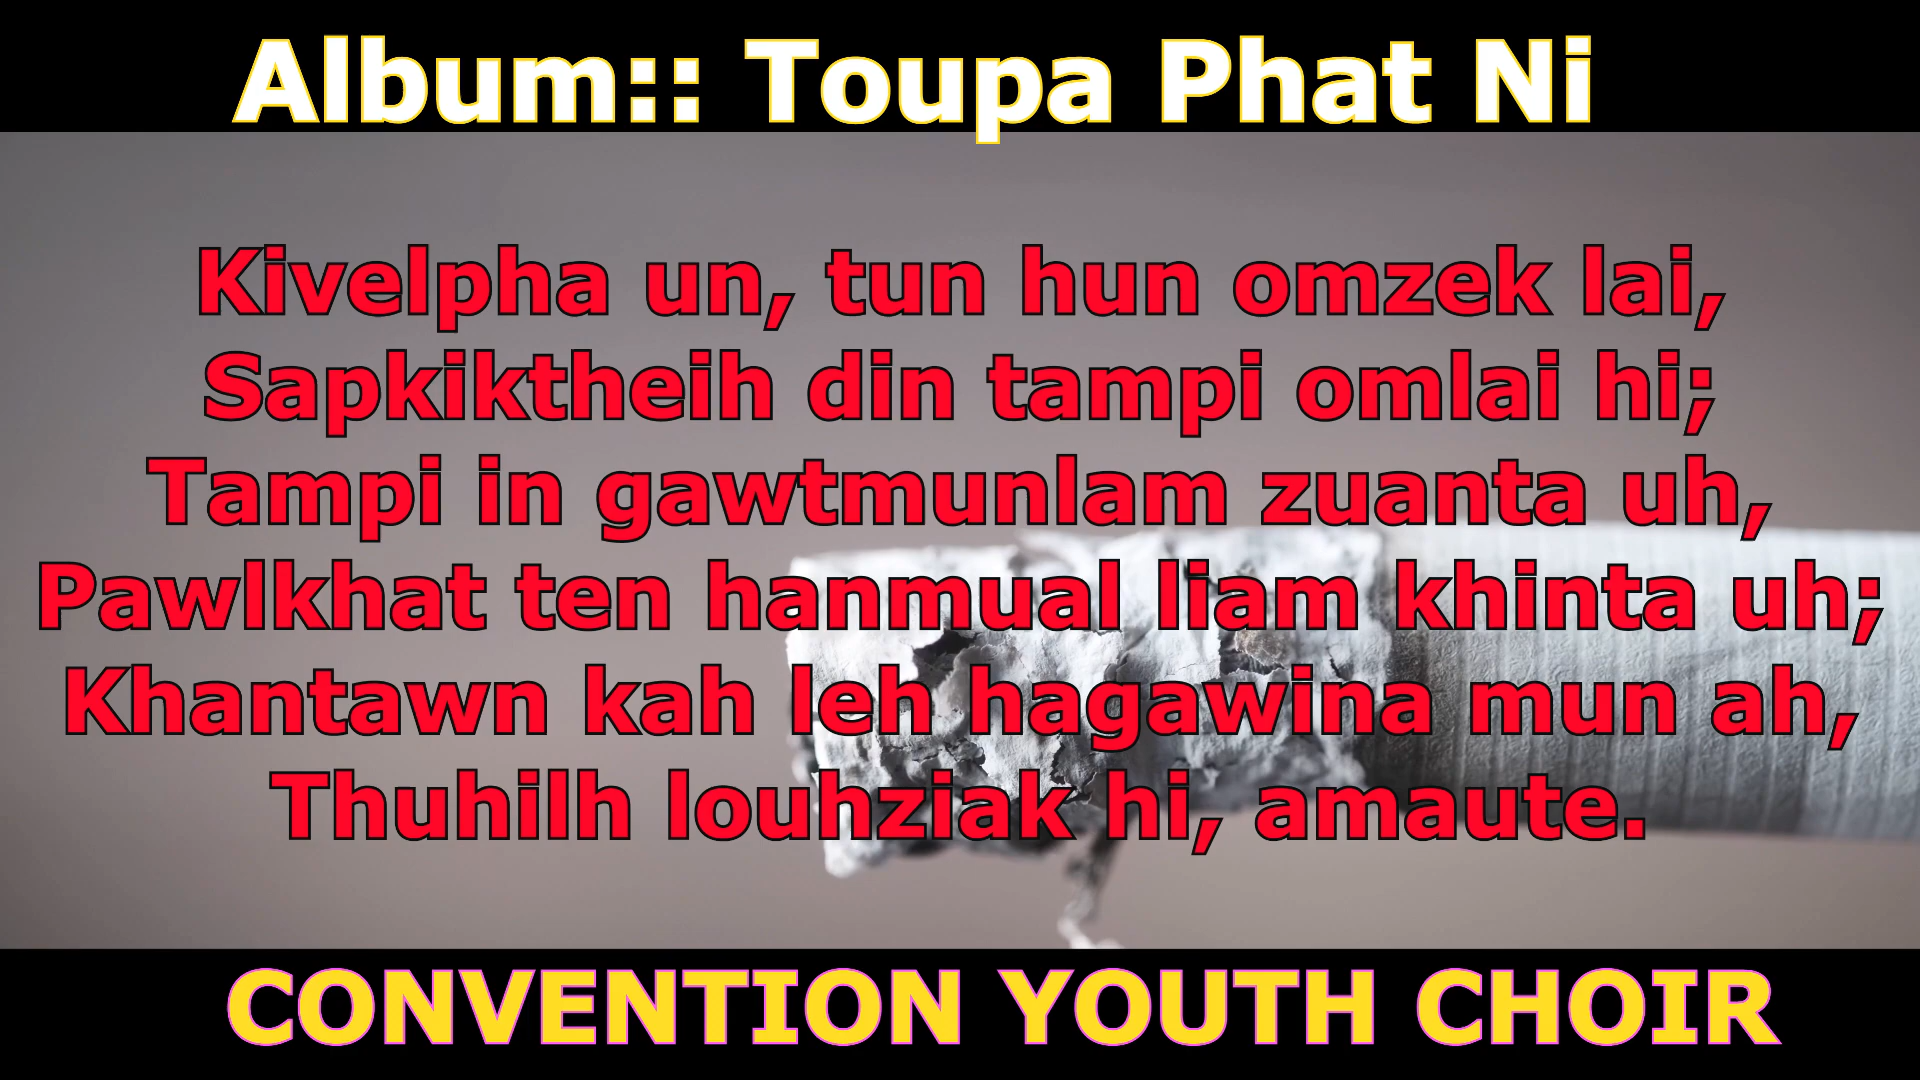 Album:: Toupa Phat Ni
Kivelpha un, tun hun omzek lai,
Sapkiktheih din tampi omlai hi;
Tampi in gawtmunlam zuanta uh,
Pawlkhat ten hanmual liam khinta uh;
Khantawn kah leh hagawina mun ah,
Thuhilh louhziak hi, amaute.
CONVENTION YOUTH CHOIR